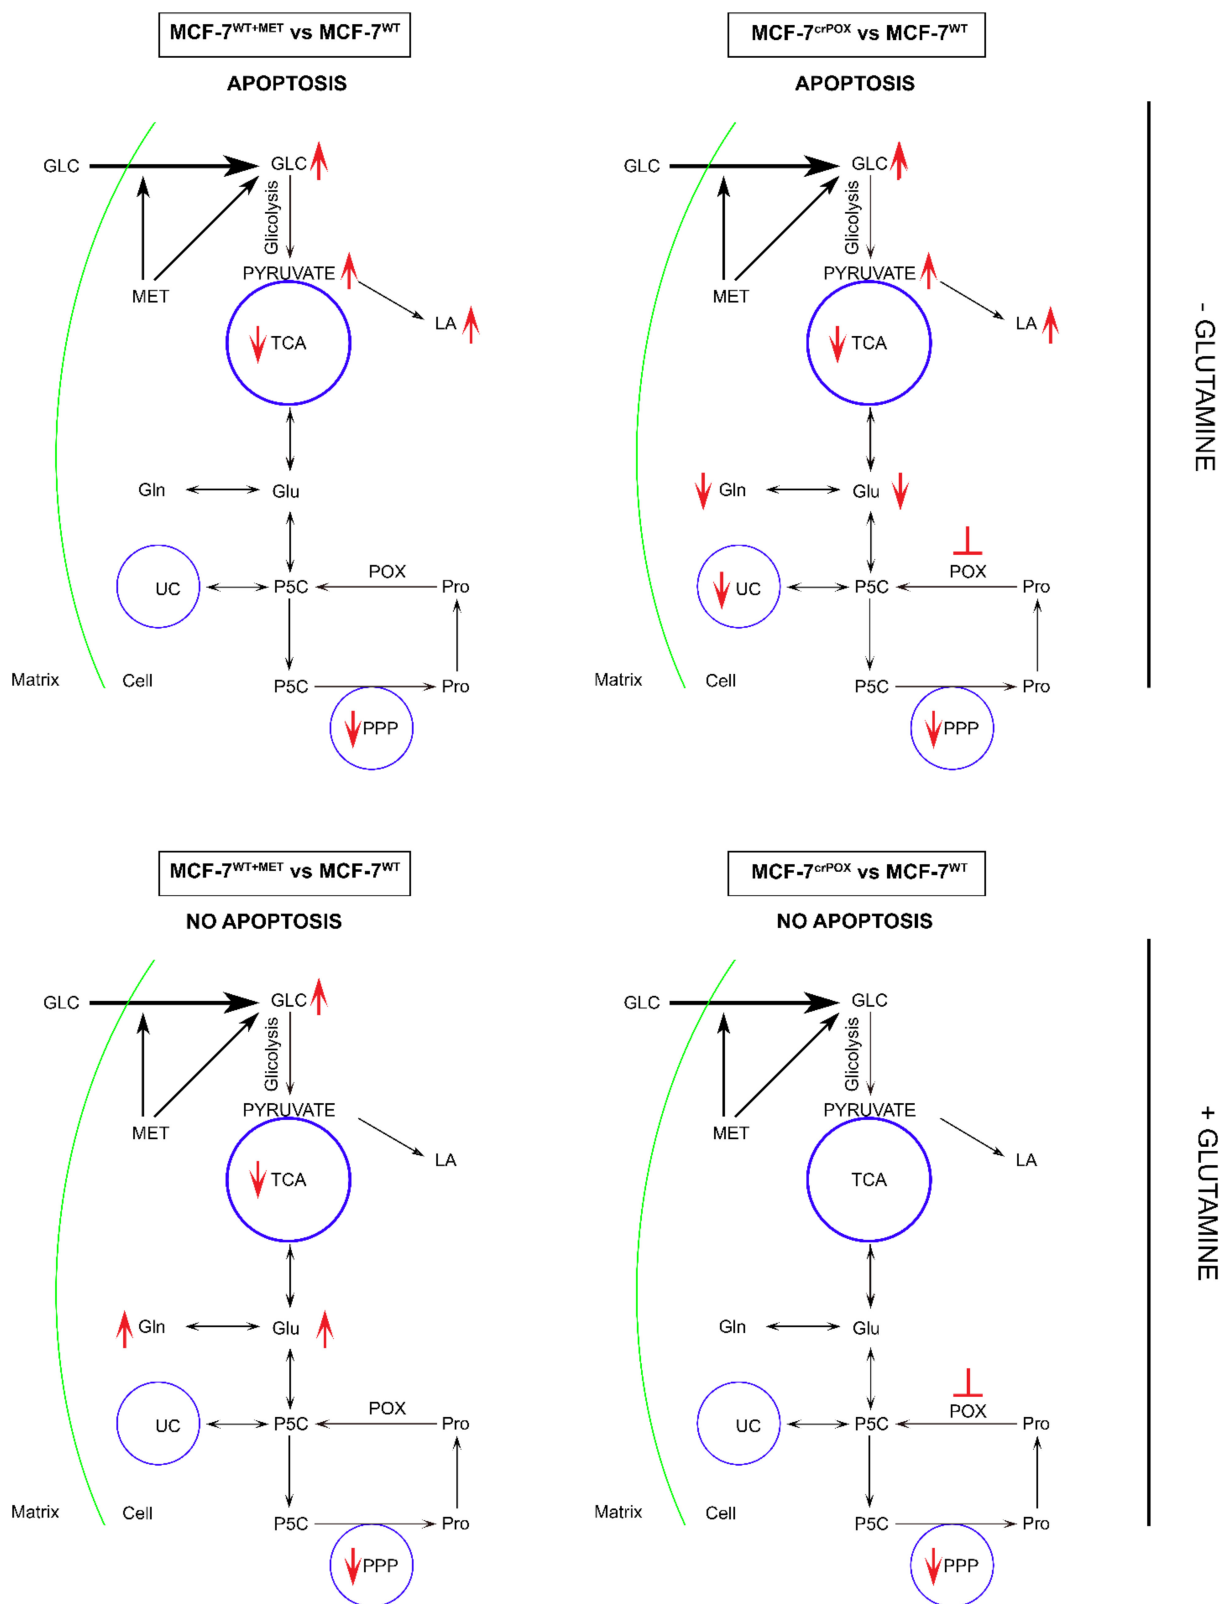 MCF-7WT+MET vs MCF-7WT
APOPTOSIS
GLC
GLC
Glicolysis
PYRUVATE
MET
LA
TCA
Gln
Glu
UC
P5C
POX
Pro
Matrix
Cell
P5C
Pro
PPP
MCF-7crPOX vs MCF-7WT
APOPTOSIS
GLC
GLC
Glicolysis
PYRUVATE
MET
LA
TCA
Gln
Glu
UC
P5C
POX
Pro
Matrix
Cell
P5C
Pro
PPP
- GLUTAMINE
MCF-7WT+MET vs MCF-7WT
NO APOPTOSIS
GLC
GLC
Glicolysis
PYRUVATE
MET
LA
TCA
Gln
Glu
UC
P5C
POX
Pro
Matrix
Cell
P5C
Pro
PPP
MCF-7crPOX vs MCF-7WT
NO APOPTOSIS
GLC
GLC
Glicolysis
PYRUVATE
MET
LA
TCA
Gln
Glu
UC
P5C
POX
Pro
Matrix
Cell
P5C
Pro
PPP
+ GLUTAMINE